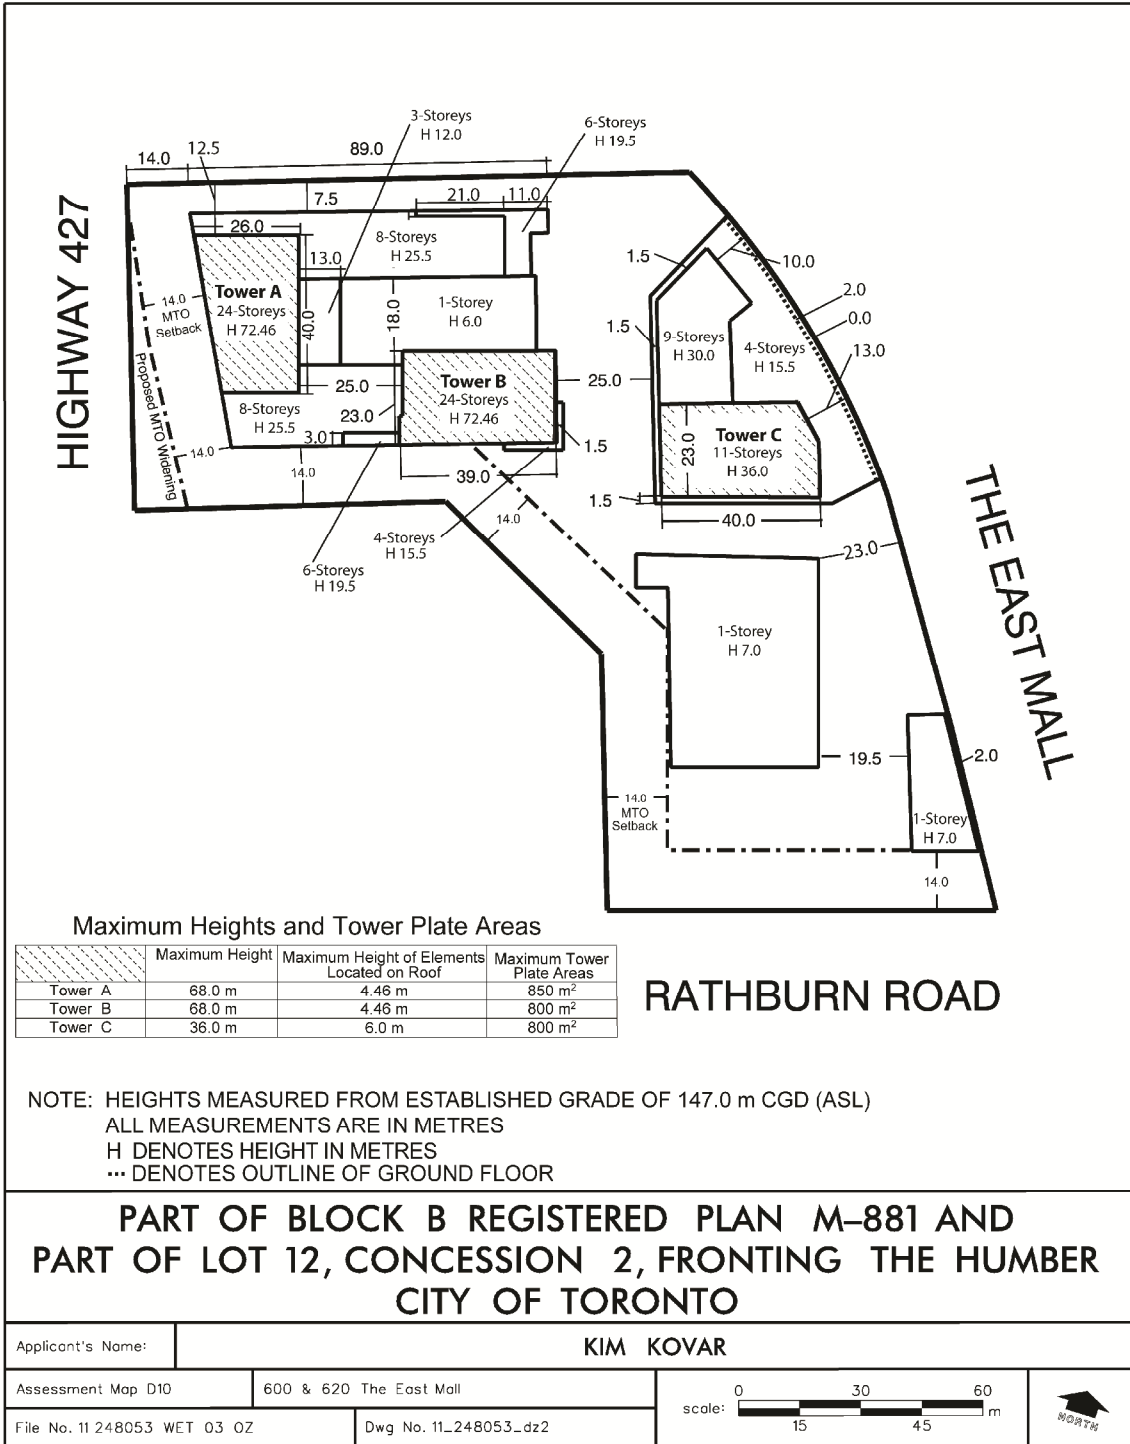 3-Storeys
H 12.0
6-Storeys
H 19.5
14.0
12.5
89.0
7.5
21.0
11.0
26.0
8-Storeys
H 25.5
13.0
HIGHWAY 427
14.0
MTO
Setback
Tower A
24-Storeys
H 72.46
40.0
18.0
1-Storey
H 6.0
1.5
10.0
2.0
0.0
1.5
9-Storeys
H 30.0
4-Storeys
H 15.5
13.0
Proposed MTO Widening
25.0
Tower B
24-Storeys
H 72.46
25.0
8-Storeys
H 25.5
23.0
3.0
14.0
14.0
39.0
1.5
23.0
Tower C
11-Storeys
H 36.0
1.5
40.0
14.0
4-Storeys
H 15.5
6-Storeys
H 19.5
23.0
THE EAST MALL
1-Storey
H 7.0
19.5
2.0
14.0
MTO
Setback
1-Storey
H 7.0
14.0
Maximum Heights and Tower Plate Areas
Maximum Height
Maximum Height of Elements
Located on Roof
Maximum Tower
Plate Areas
Tower A 68.0 m 4.46 m 850 m²
Tower B 68.0 m 4.46 m 800 m²
Tower C 36.0 m 6.0 m 800 m²
RATHBURN ROAD
NOTE: HEIGHTS MEASURED FROM ESTABLISHED GRADE OF 147.0 m CGD (ASL)
ALL MEASUREMENTS ARE IN METRES
H DENOTES HEIGHT IN METRES
··· DENOTES OUTLINE OF GROUND FLOOR
PART OF BLOCK B REGISTERED PLAN M–881 AND
PART OF LOT 12, CONCESSION 2, FRONTING THE HUMBER
CITY OF TORONTO
Applicant's Name: KIM KOVAR
Assessment Map D10 600 & 620 The East Mall
File No. 11 248053 WET 03 OZ Dwg No. 11_248053_dz2
scale: 0 30 60 m
15 45
NORTH